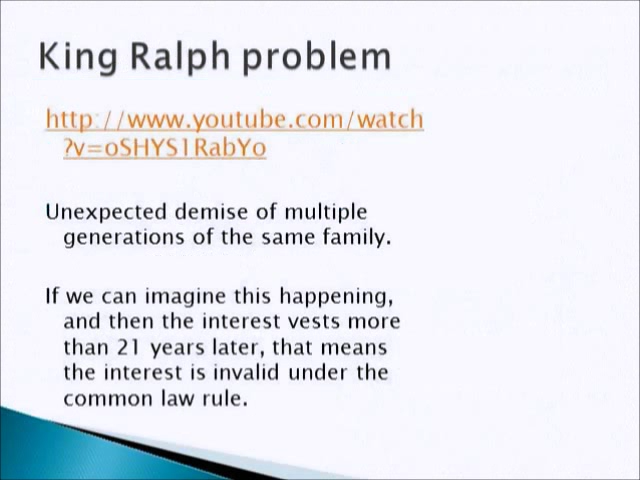 King Ralph problem
http://www.youtube.com/watch
?v=oSHYS1RabYo
Unexpected demise of multiple
generations of the same family.
If we can imagine this happening,
and then the interest vests more
than 21 years later, that means
the interest is invalid under the
common law rule.